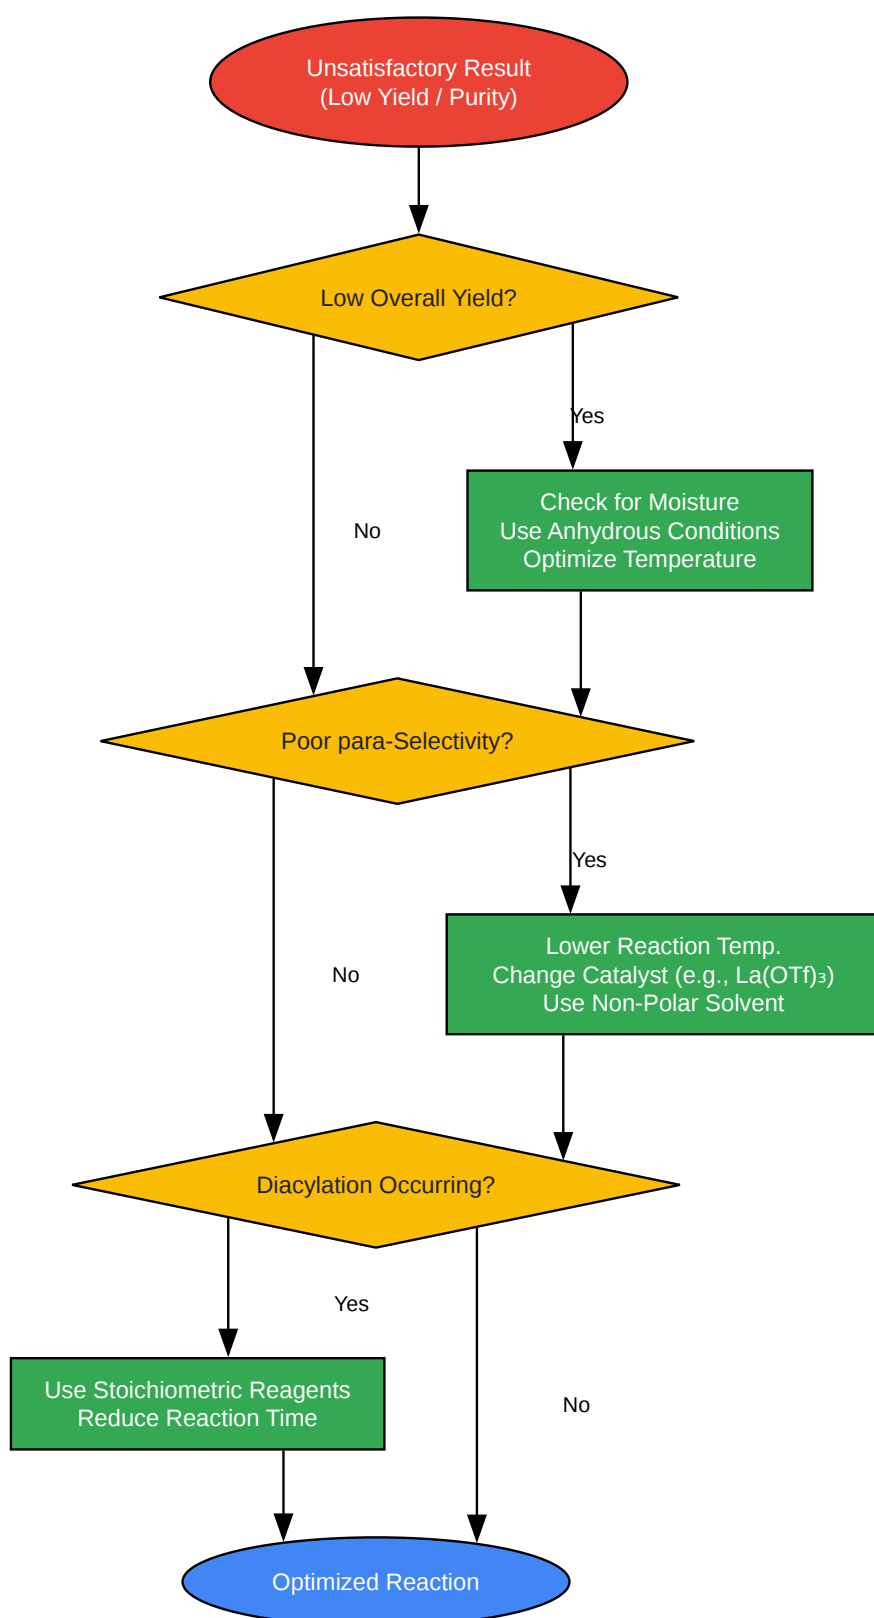 Unsatisfactory Result
(Low Yield / Purity)
Low Overall Yield?
Yes
No
Check for Moisture
Use Anhydrous Conditions
Optimize Temperature
Poor para-Selectivity?
Yes
No
Lower Reaction Temp.
Change Catalyst (e.g., La(OTf)₃)
Use Non-Polar Solvent
Diacylation Occurring?
Yes
No
Use Stoichiometric Reagents
Reduce Reaction Time
Optimized Reaction